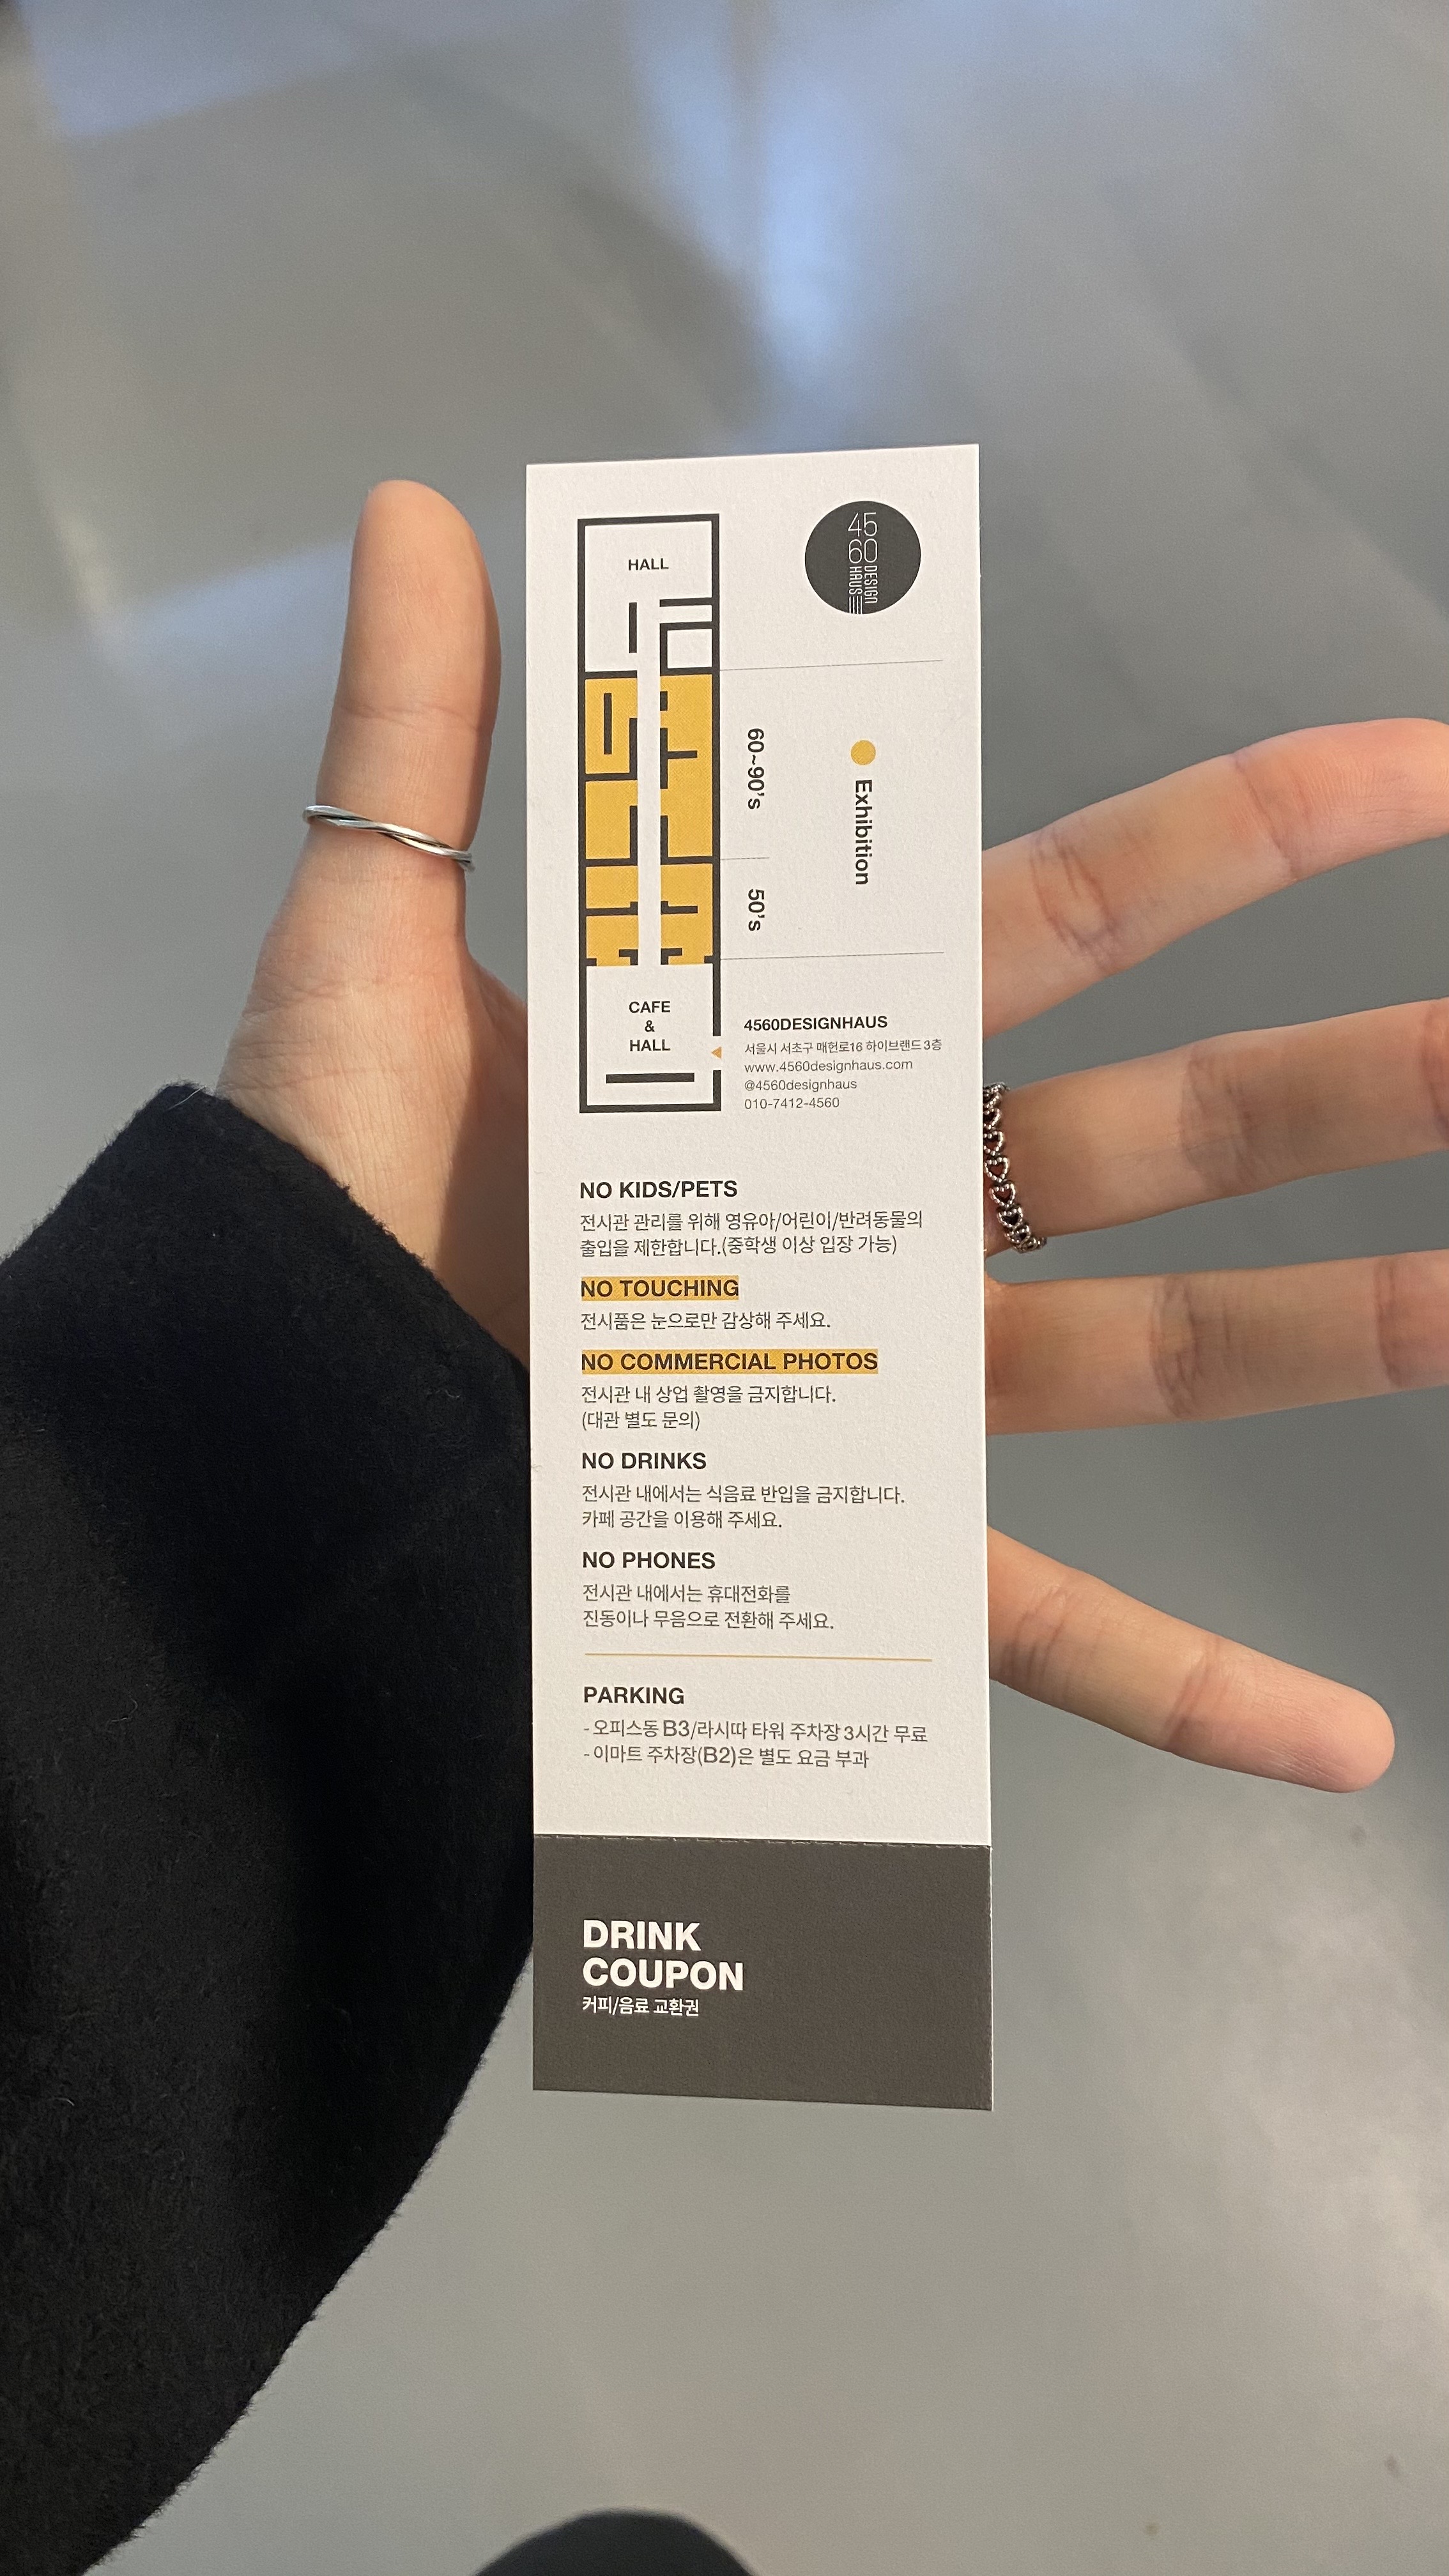 HALL
45
60
DESIGN
HAUS
60~90's
Exhibition
50's
CAFE
&
HALL
4560DESIGNHAUS
서울시 서초구 매헌로16 하이브랜드 3층
www.4560designhaus.com
@4560designhaus
010-7412-4560
NO KIDS/PETS
전시관 관리를 위해 영유아/어린이/반려동물의
출입을 제한합니다.(중학생 이상 입장 가능)
NO TOUCHING
전시품은 눈으로만 감상해 주세요.
NO COMMERCIAL PHOTOS
전시관 내 상업 촬영을 금지합니다.
(대관 별도 문의)
NO DRINKS
전시관 내에서는 식음료 반입을 금지합니다.
카페 공간을 이용해 주세요.
NO PHONES
전시관 내에서는 휴대전화를
진동이나 무음으로 전환해 주세요.
PARKING
- 오피스동 B3/라시따 타워 주차장 3시간 무료
- 이마트 주차장(B2)은 별도 요금 부과
DRINK
COUPON
커피/음료 교환권